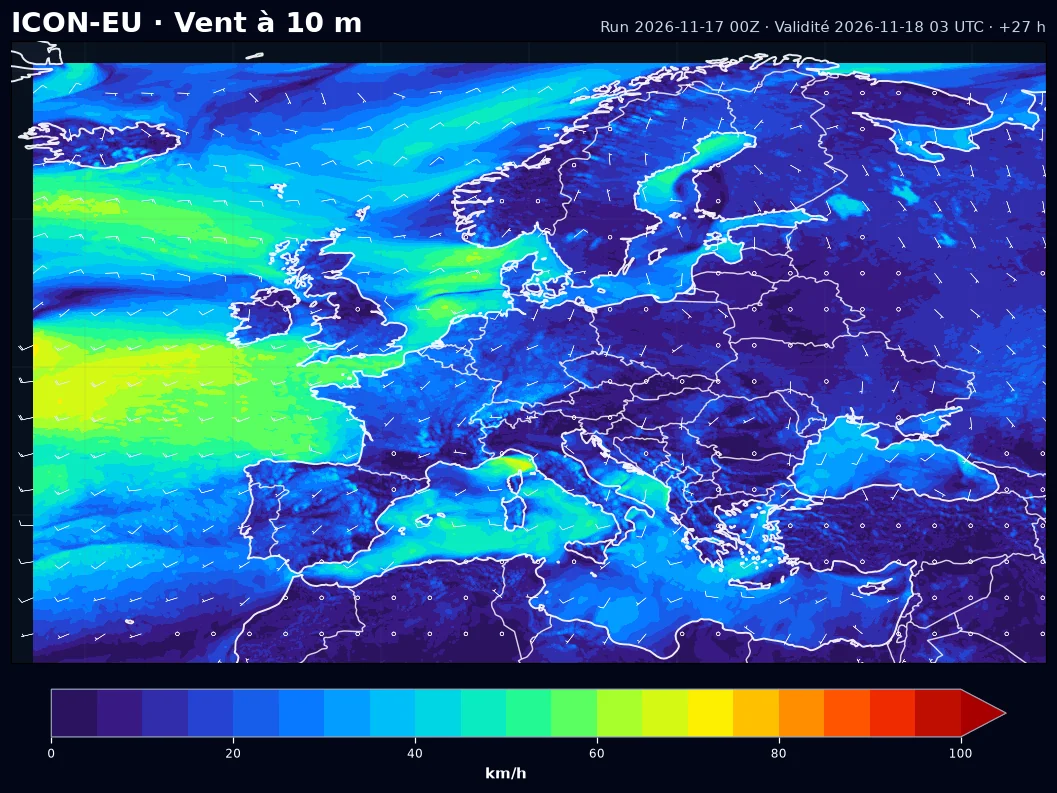 ICON-EU · Vent à 10 m
Run 2026-11-17 00Z · Validité 2026-11-18 03 UTC · +27 h
0 20 40 60 80 100
km/h